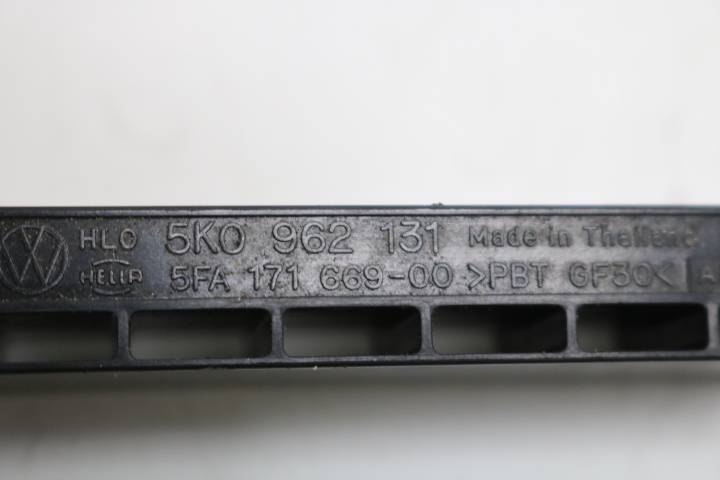 HLO 5K0 962 131 Made in Thailand
HELLA 5FA 171 669-00 >PBT GF30< A